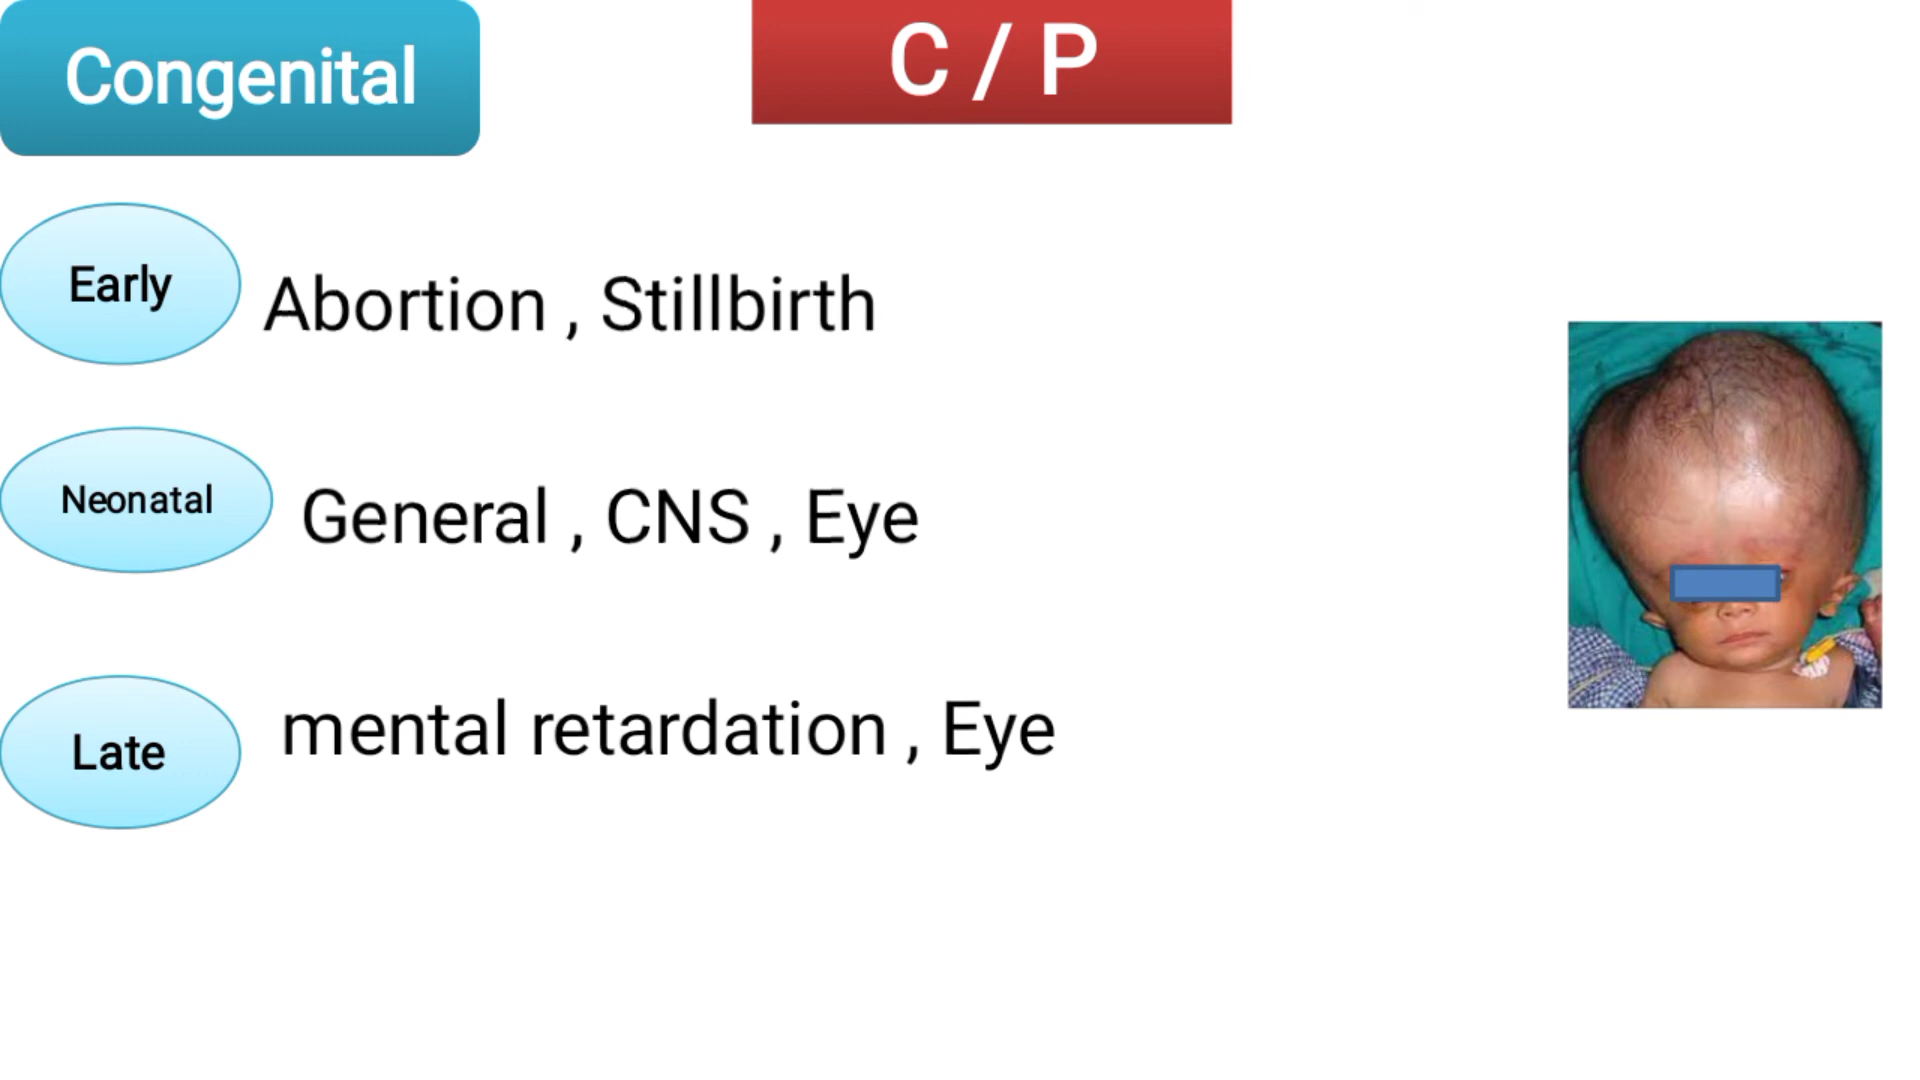 Congenital
C / P
Early
Abortion , Stillbirth
Neonatal
General , CNS , Eye
Late
mental retardation , Eye